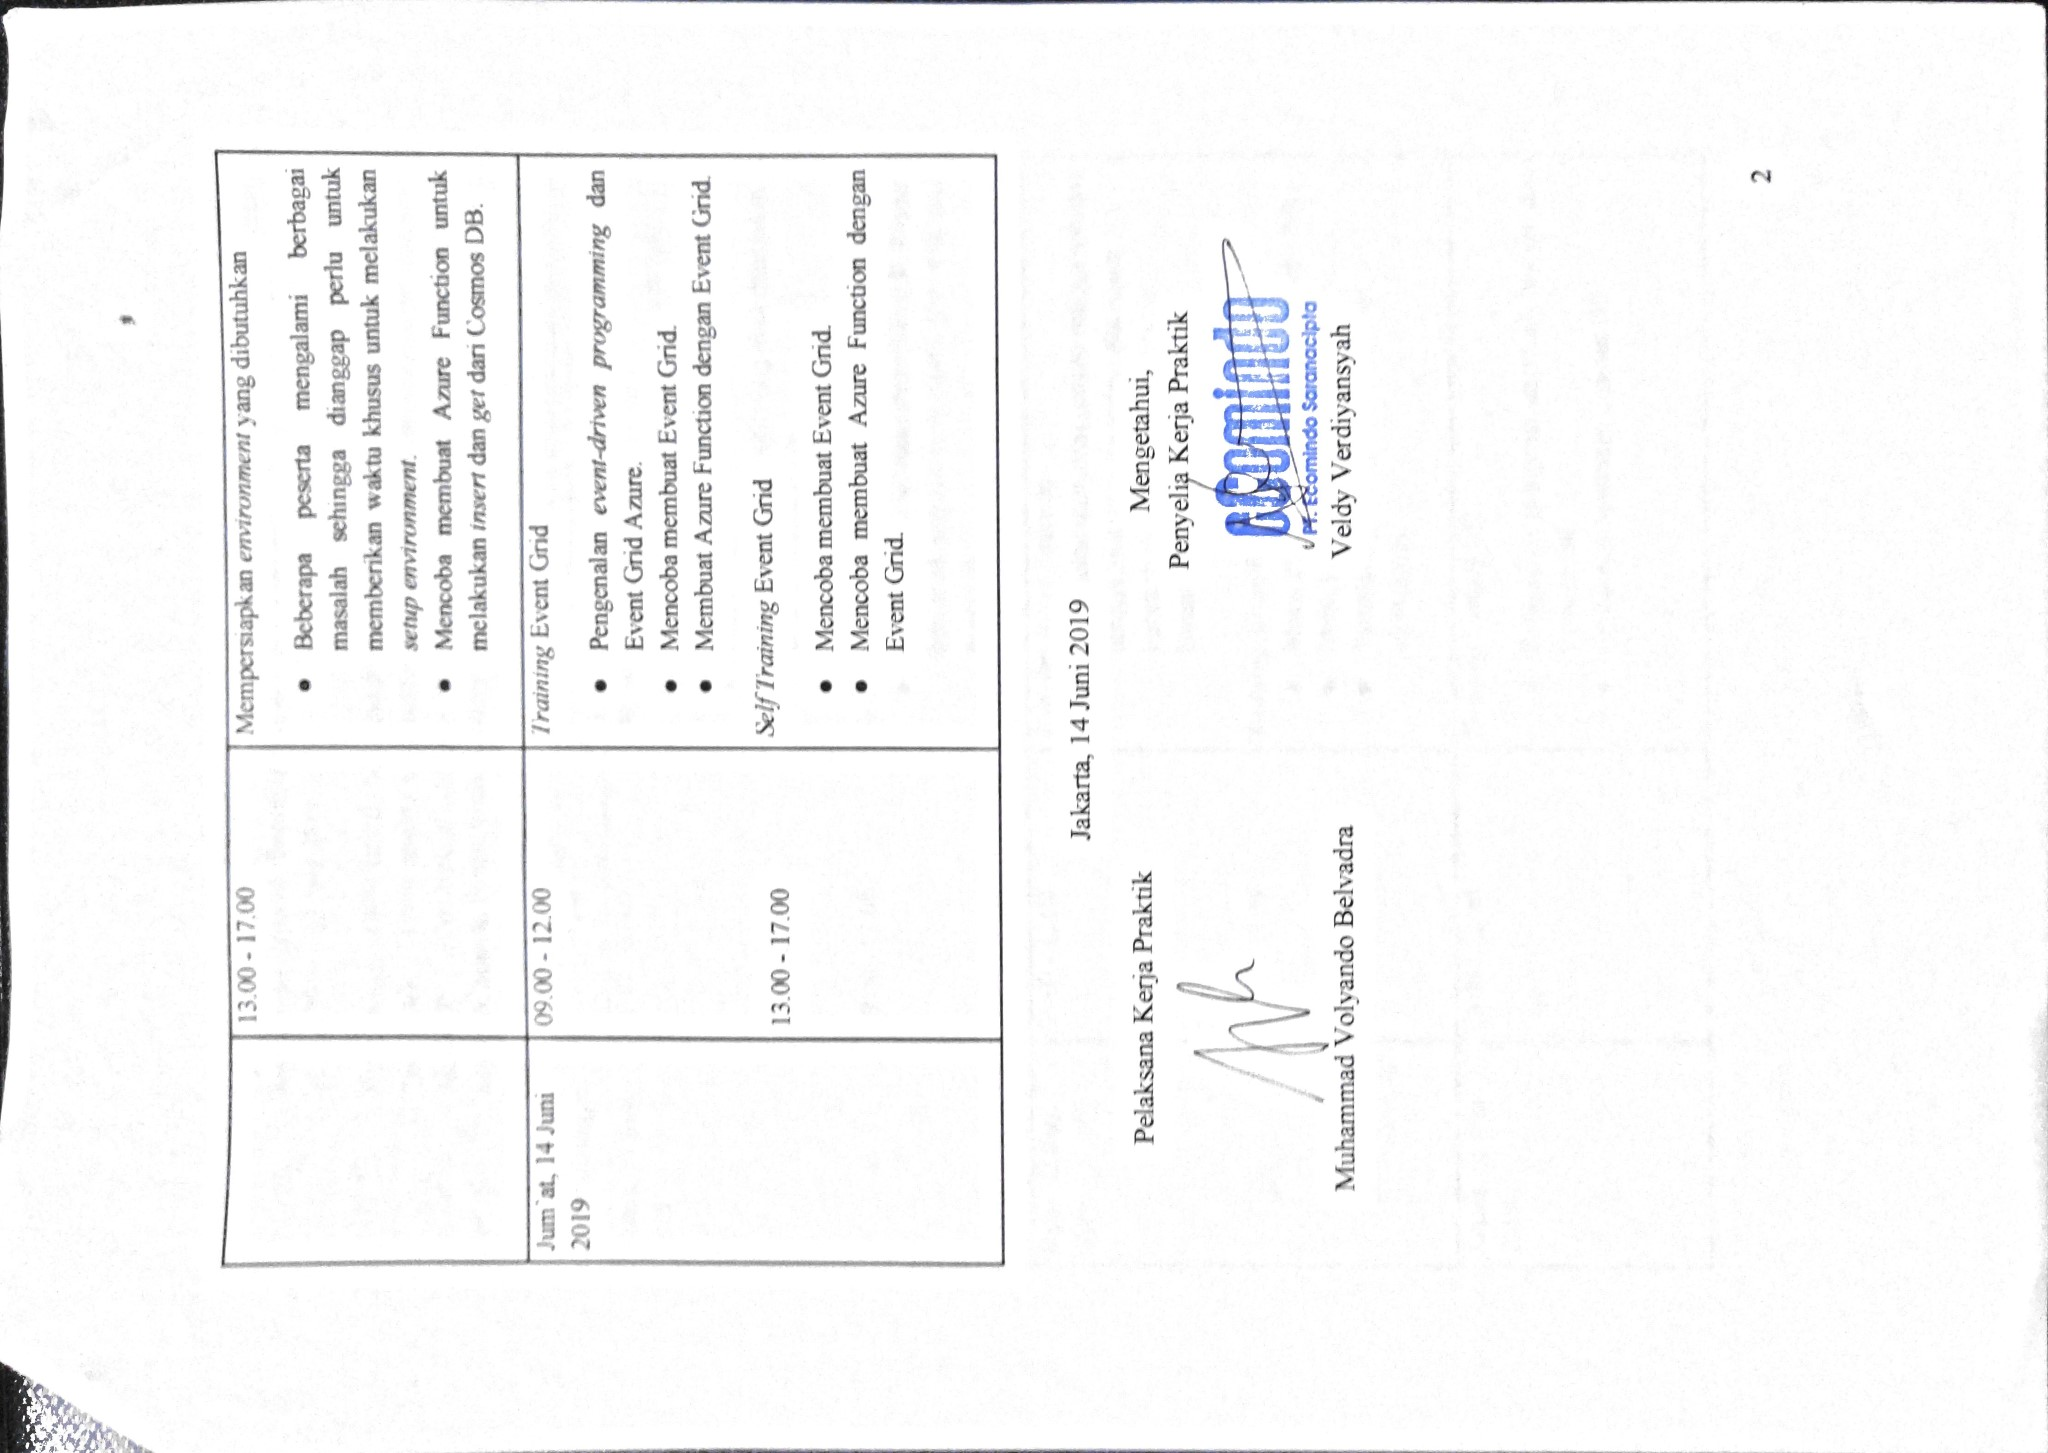 13.00 - 17.00
Mempersiapkan environment yang dibutuhkan
● Beberapa peserta mengalami berbagai
masalah sehingga dianggap perlu untuk
memberikan waktu khusus untuk melakukan
setup environment.
● Mencoba membuat Azure Function untuk
melakukan insert dan get dari Cosmos DB.
Jum`at, 14 Juni
2019
09.00 - 12.00
Training Event Grid
● Pengenalan event-driven programming dan
Event Grid Azure.
● Mencoba membuat Event Grid.
● Membuat Azure Function dengan Event Grid.
13.00 - 17.00
Self Training Event Grid
● Mencoba membuat Event Grid.
● Mencoba membuat Azure Function dengan
Event Grid.
Jakarta, 14 Juni 2019
Pelaksana Kerja Praktik
Muhammad Volyando Belvadra
Mengetahui,
Penyelia Kerja Praktik
ecomindo
PT. Ecomindo Saranacipta
Veldy Verdiyansyah
2